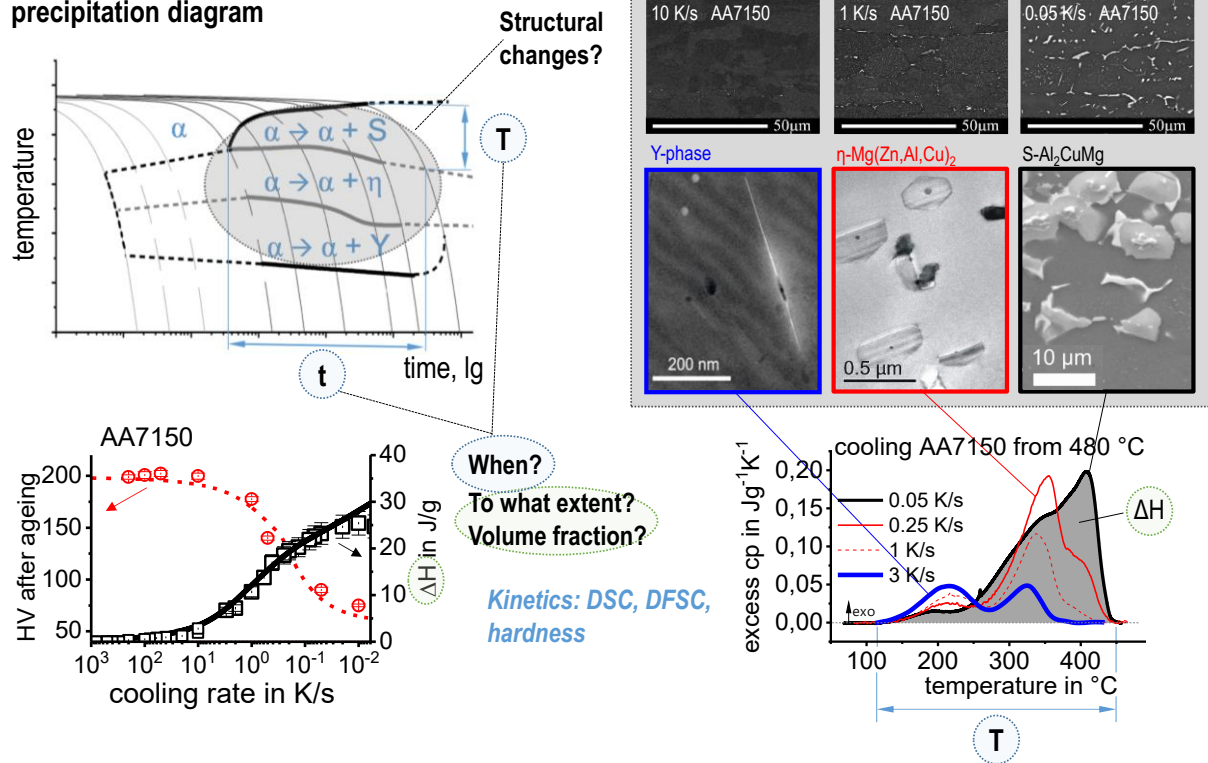 precipitation diagram
Structural
changes?
temperature
α
α → α + S
α → α + η
α → α + Y
T
time, lg
t
10 K/s AA7150
1 K/s AA7150
0.05 K/s AA7150
50µm
50µm
50µm
Y-phase
η-Mg(Zn,Al,Cu)₂
S-Al₂CuMg
200 nm
0.5 µm
10 µm
When?
To what extent?
Volume fraction?
Kinetics: DSC, DFSC,
hardness
AA7150
HV after ageing
200
150
100
50
40
30
20
10
0
ΔH in J/g
10³ 10² 10¹ 10⁰ 10⁻¹ 10⁻²
cooling rate in K/s
cooling AA7150 from 480 °C
excess cp in Jg⁻¹K⁻¹
0,20
0,15
0,10
0,05
0,00
0.05 K/s
0.25 K/s
1 K/s
3 K/s
ΔH
exo
100 200 300 400
temperature in °C
T